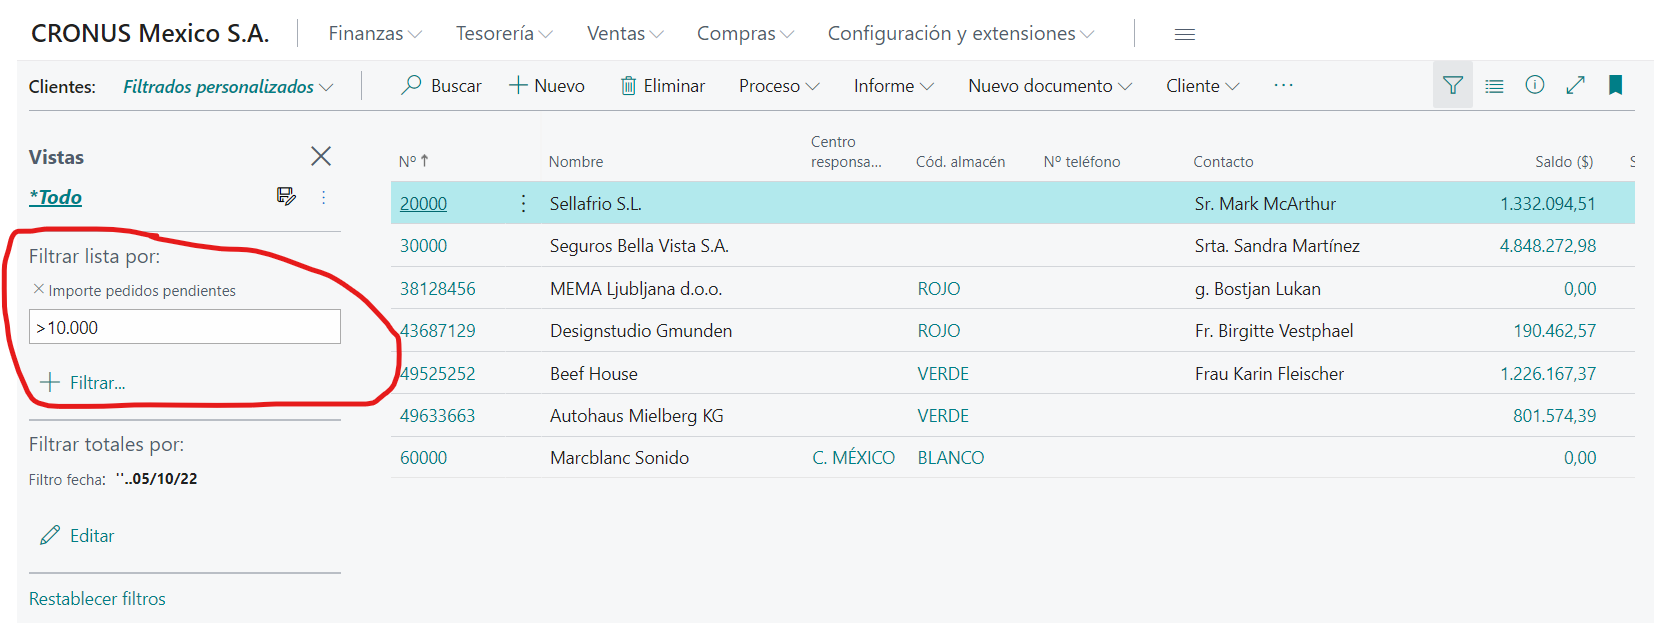 CRONUS Mexico S.A. Finanzas Tesorería Ventas Compras Configuración y extensiones
Clientes: Filtrados personalizados Buscar Nuevo Eliminar Proceso Informe Nuevo documento Cliente ...
Vistas
*Todo
Filtrar lista por:
× Importe pedidos pendientes
>10.000
+ Filtrar...
Filtrar totales por:
Filtro fecha: ''..05/10/22
Editar
Restablecer filtros
Nº ↑ Nombre Centro responsa... Cód. almacén Nº teléfono Contacto Saldo ($)
20000 Sellafrio S.L. Sr. Mark McArthur 1.332.094,51
30000 Seguros Bella Vista S.A. Srta. Sandra Martínez 4.848.272,98
38128456 MEMA Ljubljana d.o.o. ROJO g. Bostjan Lukan 0,00
43687129 Designstudio Gmunden ROJO Fr. Birgitte Vestphael 190.462,57
49525252 Beef House VERDE Frau Karin Fleischer 1.226.167,37
49633663 Autohaus Mielberg KG VERDE 801.574,39
60000 Marcblanc Sonido C. MÉXICO BLANCO 0,00